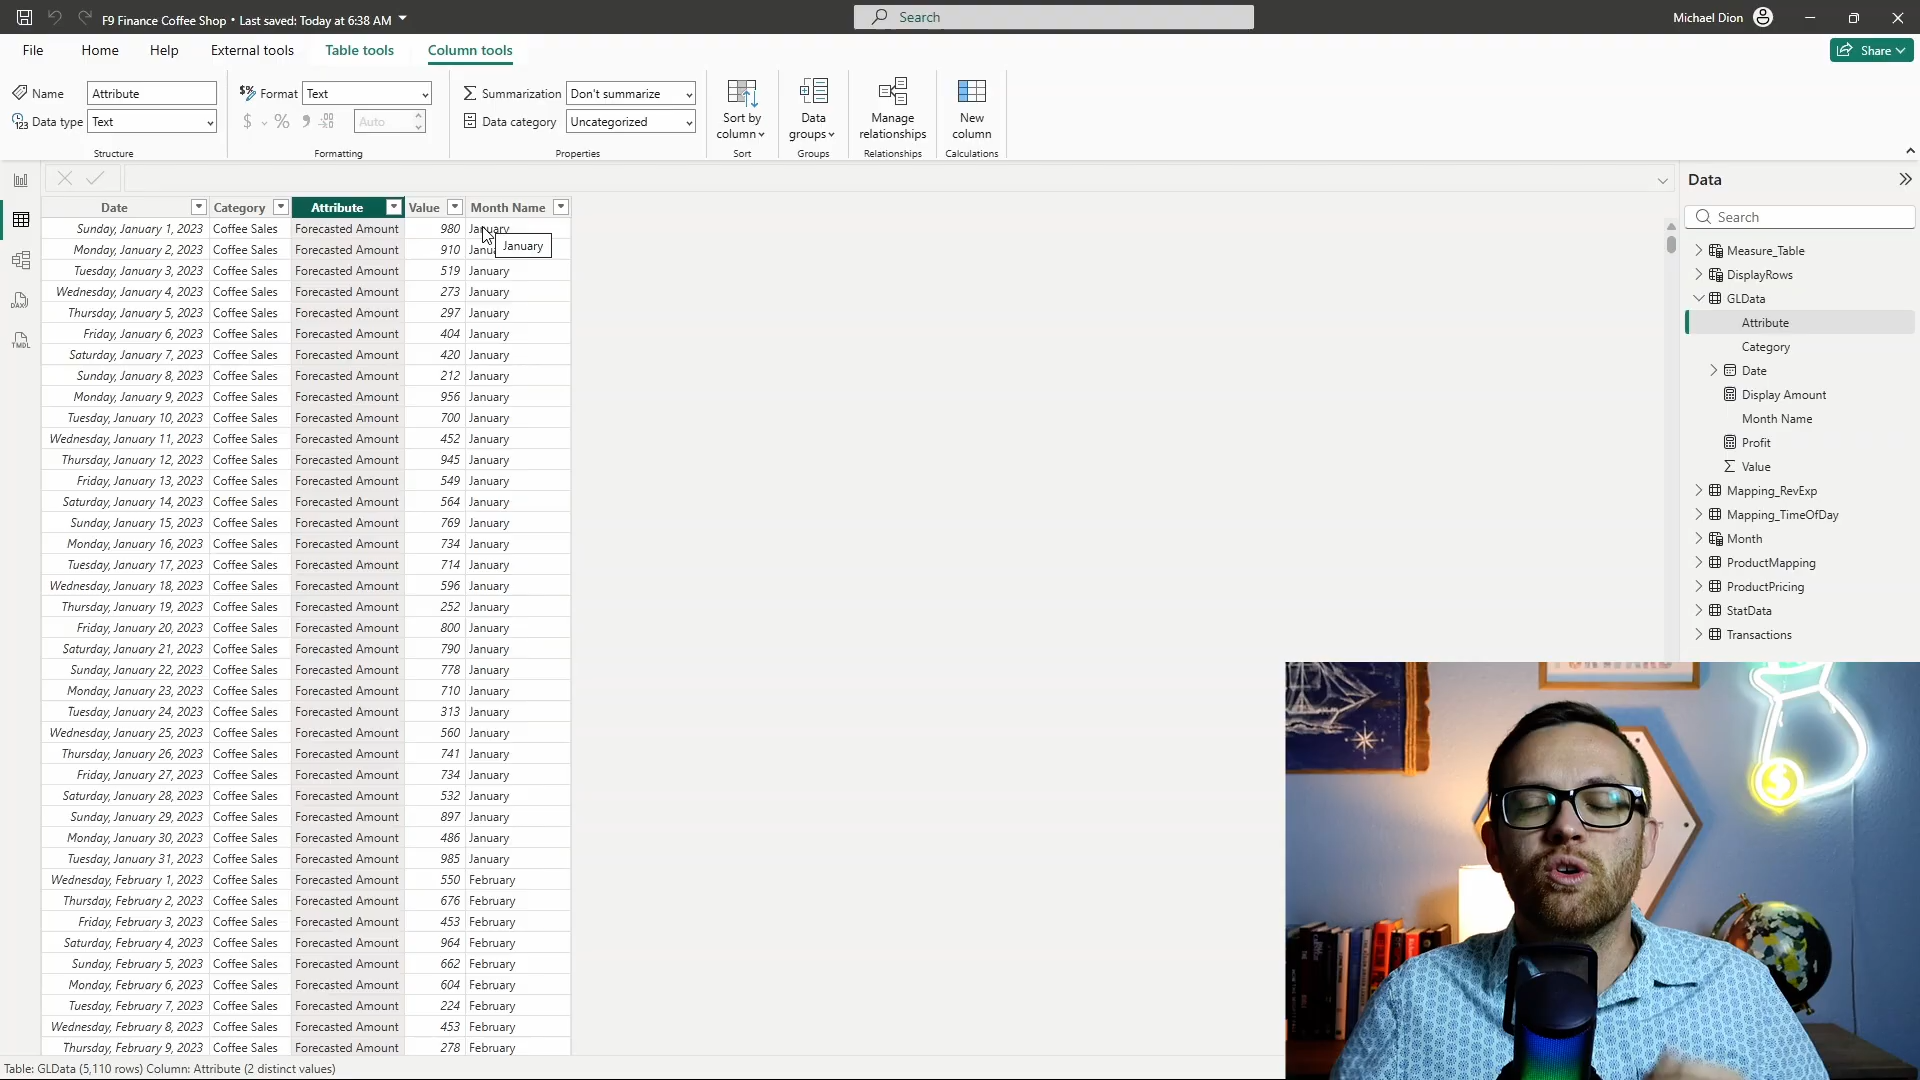 F9 Finance Coffee Shop • Last saved: Today at 6:38 AM
Search
Michael Dion
File Home Help External tools Table tools Column tools
Share
Name Attribute
Data type Text
Structure
Format Text
$ % 9 Auto
Formatting
Summarization Don't summarize
Data category Uncategorized
Properties
Sort by column
Sort
Data groups
Groups
Manage relationships
Relationships
New column
Calculations
Date Category Attribute Value Month Name
Sunday, January 1, 2023 Coffee Sales Forecasted Amount 980 January
January
Monday, January 2, 2023 Coffee Sales Forecasted Amount 910
Tuesday, January 3, 2023 Coffee Sales Forecasted Amount 519 January
Wednesday, January 4, 2023 Coffee Sales Forecasted Amount 273 January
Thursday, January 5, 2023 Coffee Sales Forecasted Amount 297 January
Friday, January 6, 2023 Coffee Sales Forecasted Amount 404 January
Saturday, January 7, 2023 Coffee Sales Forecasted Amount 420 January
Sunday, January 8, 2023 Coffee Sales Forecasted Amount 212 January
Monday, January 9, 2023 Coffee Sales Forecasted Amount 956 January
Tuesday, January 10, 2023 Coffee Sales Forecasted Amount 700 January
Wednesday, January 11, 2023 Coffee Sales Forecasted Amount 452 January
Thursday, January 12, 2023 Coffee Sales Forecasted Amount 945 January
Friday, January 13, 2023 Coffee Sales Forecasted Amount 549 January
Saturday, January 14, 2023 Coffee Sales Forecasted Amount 564 January
Sunday, January 15, 2023 Coffee Sales Forecasted Amount 769 January
Monday, January 16, 2023 Coffee Sales Forecasted Amount 734 January
Tuesday, January 17, 2023 Coffee Sales Forecasted Amount 714 January
Wednesday, January 18, 2023 Coffee Sales Forecasted Amount 596 January
Thursday, January 19, 2023 Coffee Sales Forecasted Amount 252 January
Friday, January 20, 2023 Coffee Sales Forecasted Amount 800 January
Saturday, January 21, 2023 Coffee Sales Forecasted Amount 790 January
Sunday, January 22, 2023 Coffee Sales Forecasted Amount 778 January
Monday, January 23, 2023 Coffee Sales Forecasted Amount 710 January
Tuesday, January 24, 2023 Coffee Sales Forecasted Amount 313 January
Wednesday, January 25, 2023 Coffee Sales Forecasted Amount 560 January
Thursday, January 26, 2023 Coffee Sales Forecasted Amount 741 January
Friday, January 27, 2023 Coffee Sales Forecasted Amount 734 January
Saturday, January 28, 2023 Coffee Sales Forecasted Amount 532 January
Sunday, January 29, 2023 Coffee Sales Forecasted Amount 897 January
Monday, January 30, 2023 Coffee Sales Forecasted Amount 486 January
Tuesday, January 31, 2023 Coffee Sales Forecasted Amount 985 January
Wednesday, February 1, 2023 Coffee Sales Forecasted Amount 550 February
Thursday, February 2, 2023 Coffee Sales Forecasted Amount 676 February
Friday, February 3, 2023 Coffee Sales Forecasted Amount 453 February
Saturday, February 4, 2023 Coffee Sales Forecasted Amount 964 February
Sunday, February 5, 2023 Coffee Sales Forecasted Amount 662 February
Monday, February 6, 2023 Coffee Sales Forecasted Amount 604 February
Tuesday, February 7, 2023 Coffee Sales Forecasted Amount 224 February
Wednesday, February 8, 2023 Coffee Sales Forecasted Amount 453 February
Thursday, February 9, 2023 Coffee Sales Forecasted Amount 278 February
Table: GLData (5,110 rows) Column: Attribute (2 distinct values)
DAX
TMDL
Data
Search
Measure_Table
DisplayRows
GLData
Attribute
Category
Date
Display Amount
Month Name
Profit
Value
Mapping_RevExp
Mapping_TimeOfDay
Month
ProductMapping
ProductPricing
StatData
Transactions
$